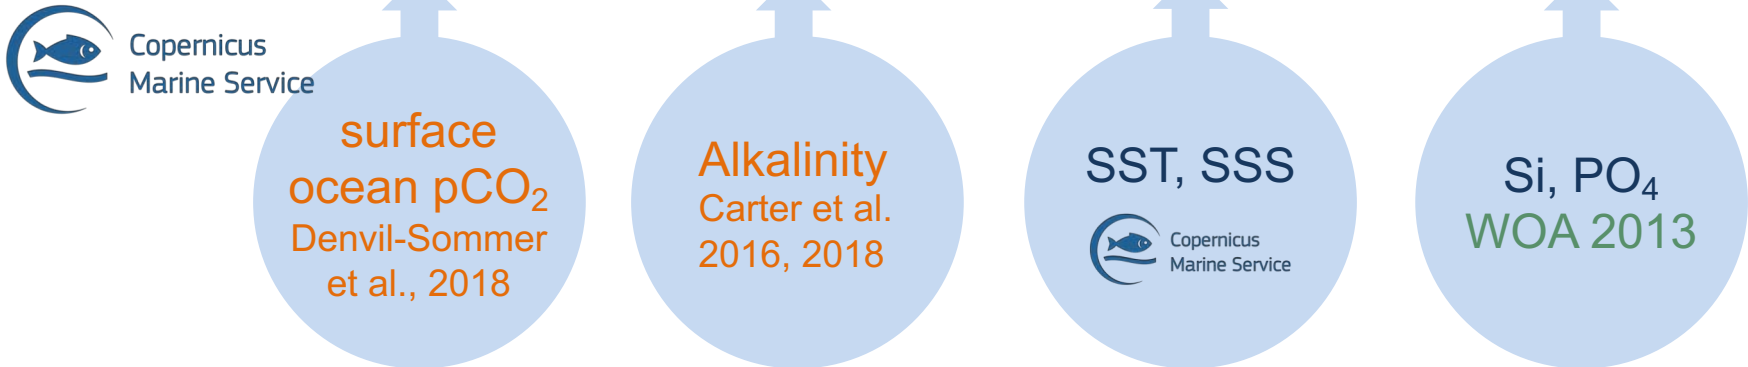 Copernicus
Marine Service
surface
ocean pCO₂
Denvil-Sommer
et al., 2018
Alkalinity
Carter et al.
2016, 2018
SST, SSS
Copernicus
Marine Service
Si, PO₄
WOA 2013